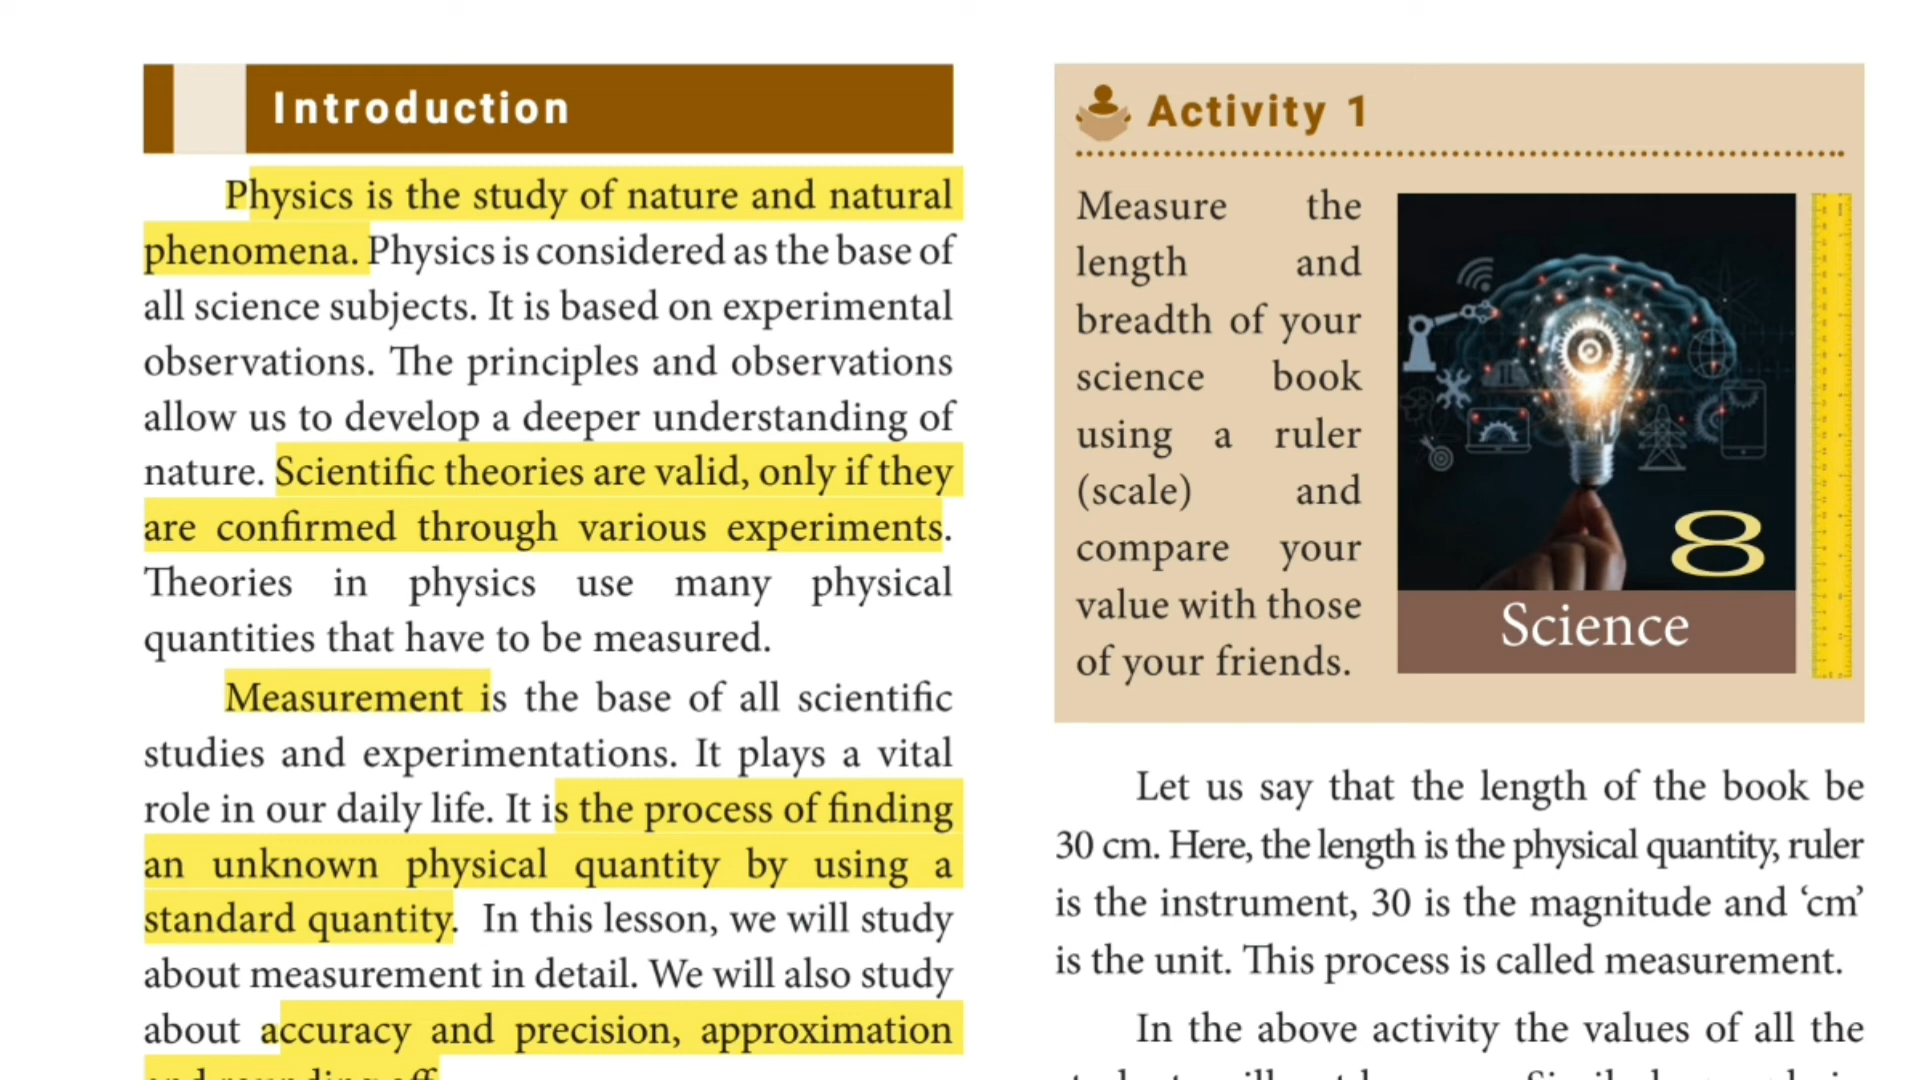 Introduction
Physics is the study of nature and natural
phenomena. Physics is considered as the base of
all science subjects. It is based on experimental
observations. The principles and observations
allow us to develop a deeper understanding of
nature. Scientific theories are valid, only if they
are confirmed through various experiments.
Theories in physics use many physical
quantities that have to be measured.
Measurement is the base of all scientific
studies and experimentations. It plays a vital
role in our daily life. It is the process of finding
an unknown physical quantity by using a
standard quantity. In this lesson, we will study
about measurement in detail. We will also study
about accuracy and precision, approximation
and rounding off
Activity 1
Measure the
length and
breadth of your
science book
using a ruler
(scale) and
compare your
value with those
of your friends.
8
Science
Let us say that the length of the book be
30 cm. Here, the length is the physical quantity, ruler
is the instrument, 30 is the magnitude and ‘cm’
is the unit. This process is called measurement.
In the above activity the values of all the